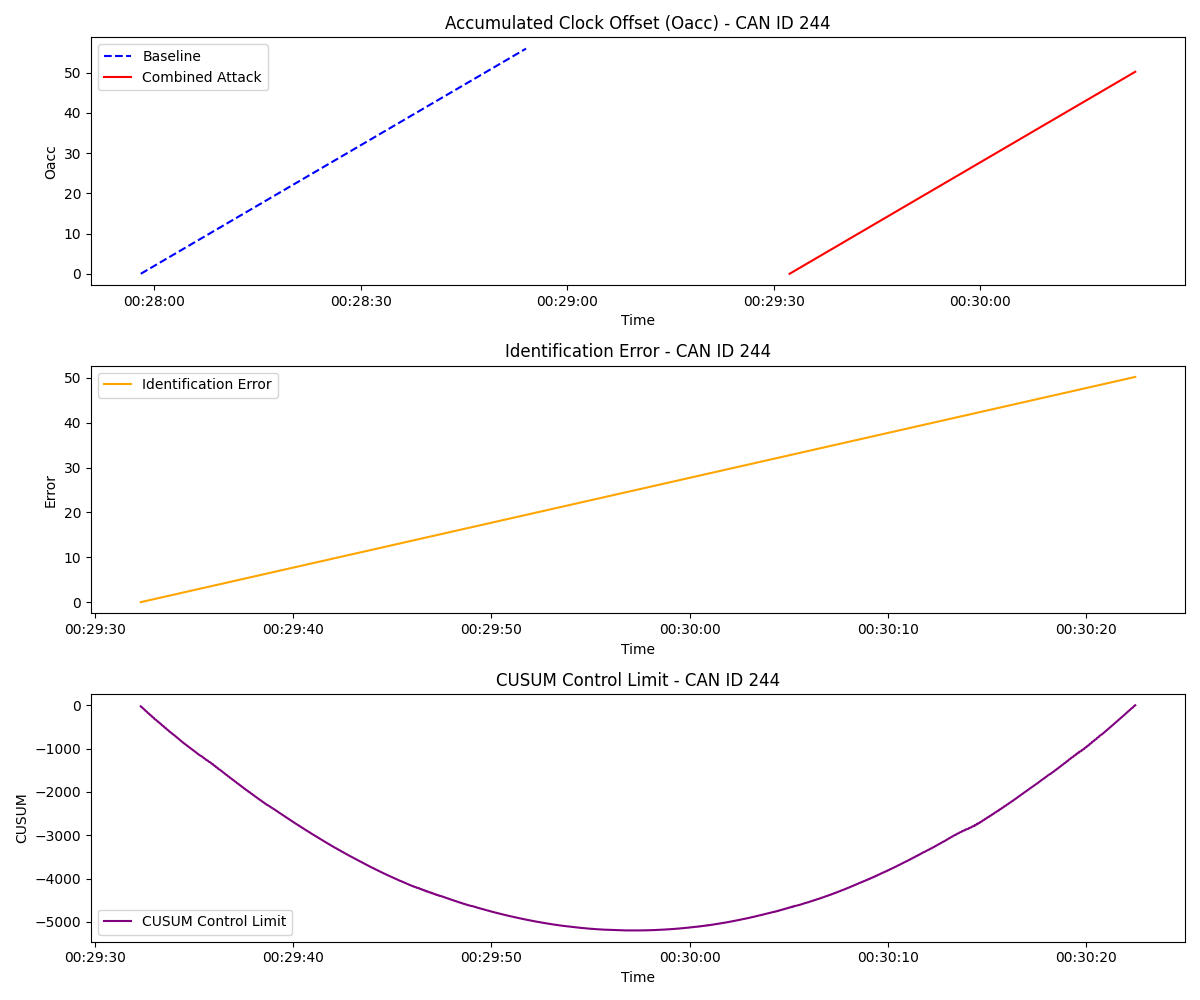 Accumulated Clock Offset (Oacc) - CAN ID 244
Baseline
Combined Attack
Oacc
50
40
30
20
10
0
00:28:00 00:28:30 00:29:00 00:29:30 00:30:00
Time
Identification Error - CAN ID 244
Identification Error
Error
50
40
30
20
10
0
00:29:30 00:29:40 00:29:50 00:30:00 00:30:10 00:30:20
Time
CUSUM Control Limit - CAN ID 244
CUSUM
0
−1000
−2000
−3000
−4000
−5000
CUSUM Control Limit
00:29:30 00:29:40 00:29:50 00:30:00 00:30:10 00:30:20
Time